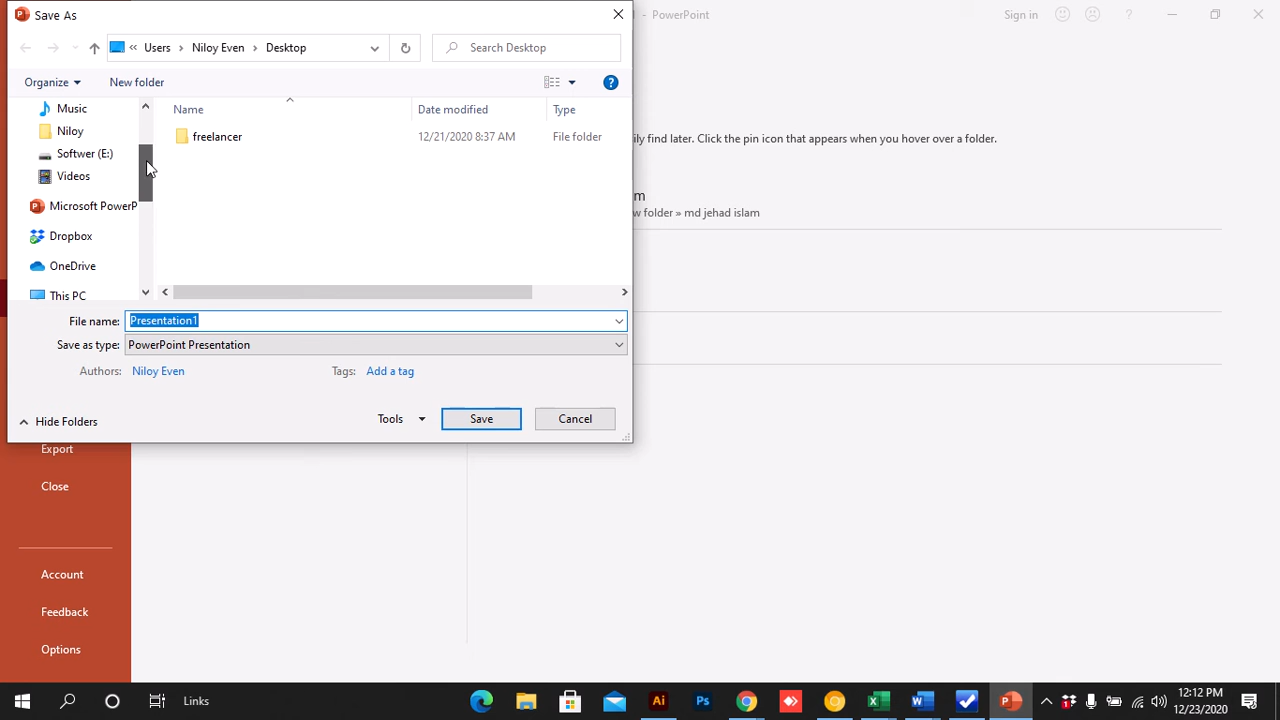 Save As
- PowerPoint
Sign in
Users
Niloy Even
Desktop
Search Desktop
Organize
New folder
Music
Niloy
Softwer (E:)
Videos
Microsoft PowerP
Dropbox
OneDrive
This PC
Name
Date modified
Type
freelancer
12/21/2020 8:37 AM
File folder
ily find later. Click the pin icon that appears when you hover over a folder.
m
w folder » md jehad islam
File name: Presentation1
Save as type: PowerPoint Presentation
Authors: Niloy Even
Tags: Add a tag
Hide Folders
Tools
Save
Cancel
Export
Close
Account
Feedback
Options
Links
12:12 PM
12/23/2020